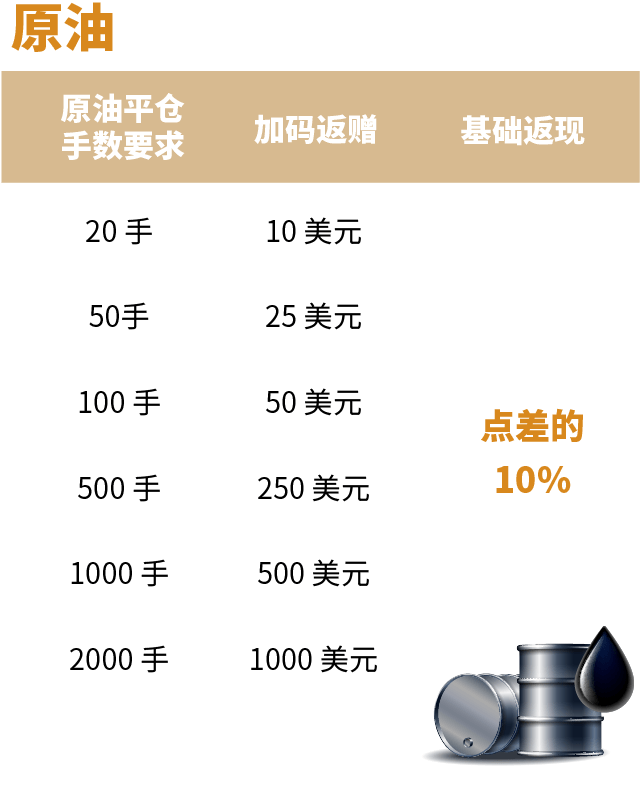 原油
原油平仓
手数要求
加码返赠
基础返现
20 手
10 美元
50手
25 美元
100 手
50 美元
点差的
10%
500 手
250 美元
1000 手
500 美元
2000 手
1000 美元